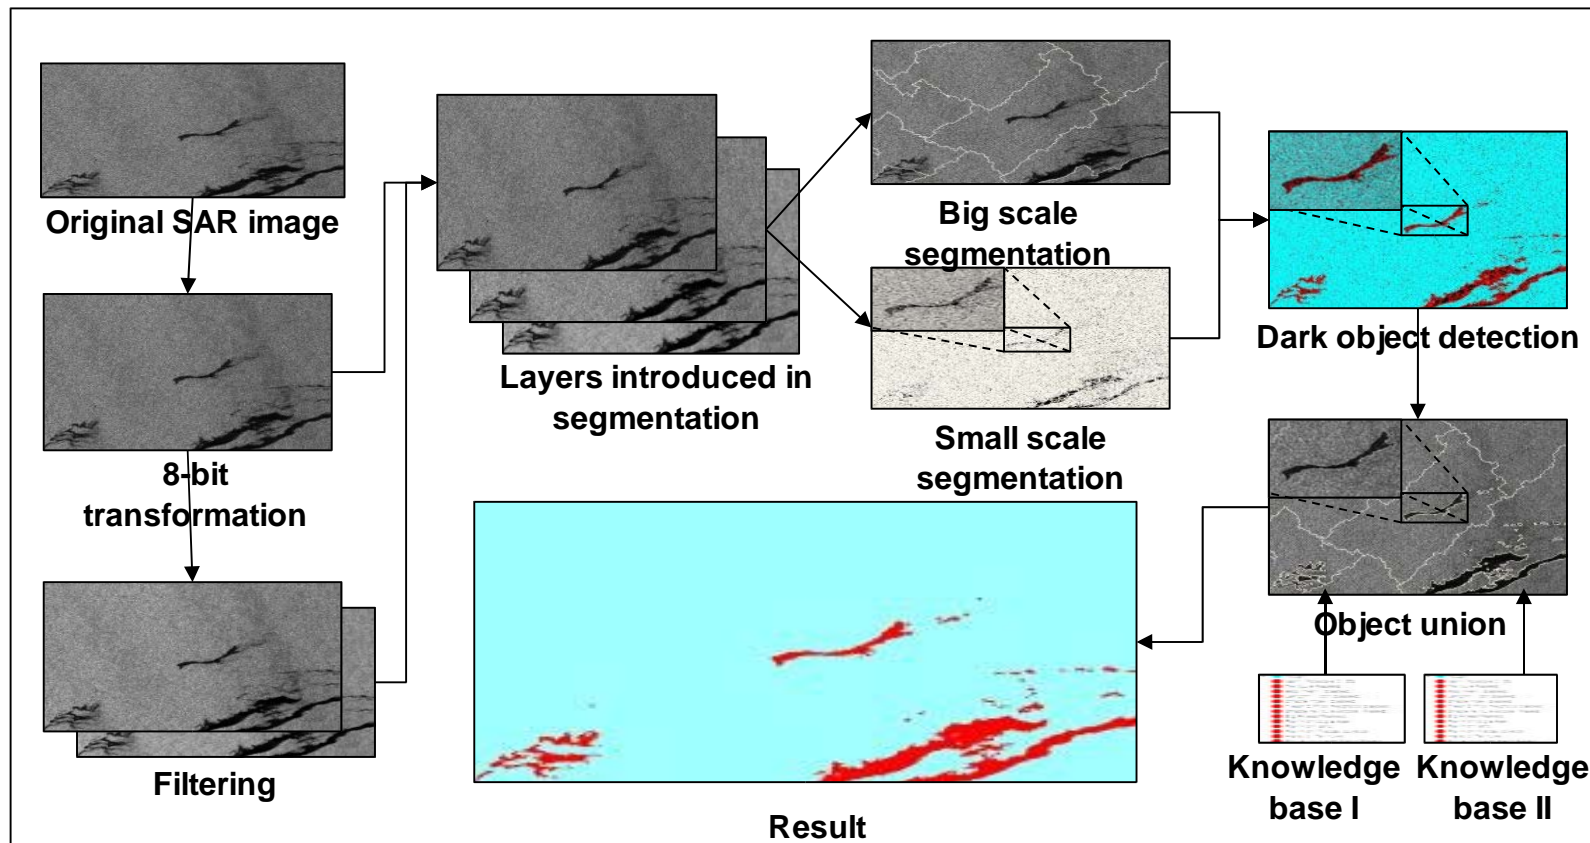 Original SAR image
8-bit
transformation
Filtering
Layers introduced in
segmentation
Big scale
segmentation
Small scale
segmentation
Dark object detection
Object union
Knowledge
base I
Knowledge
base II
Result